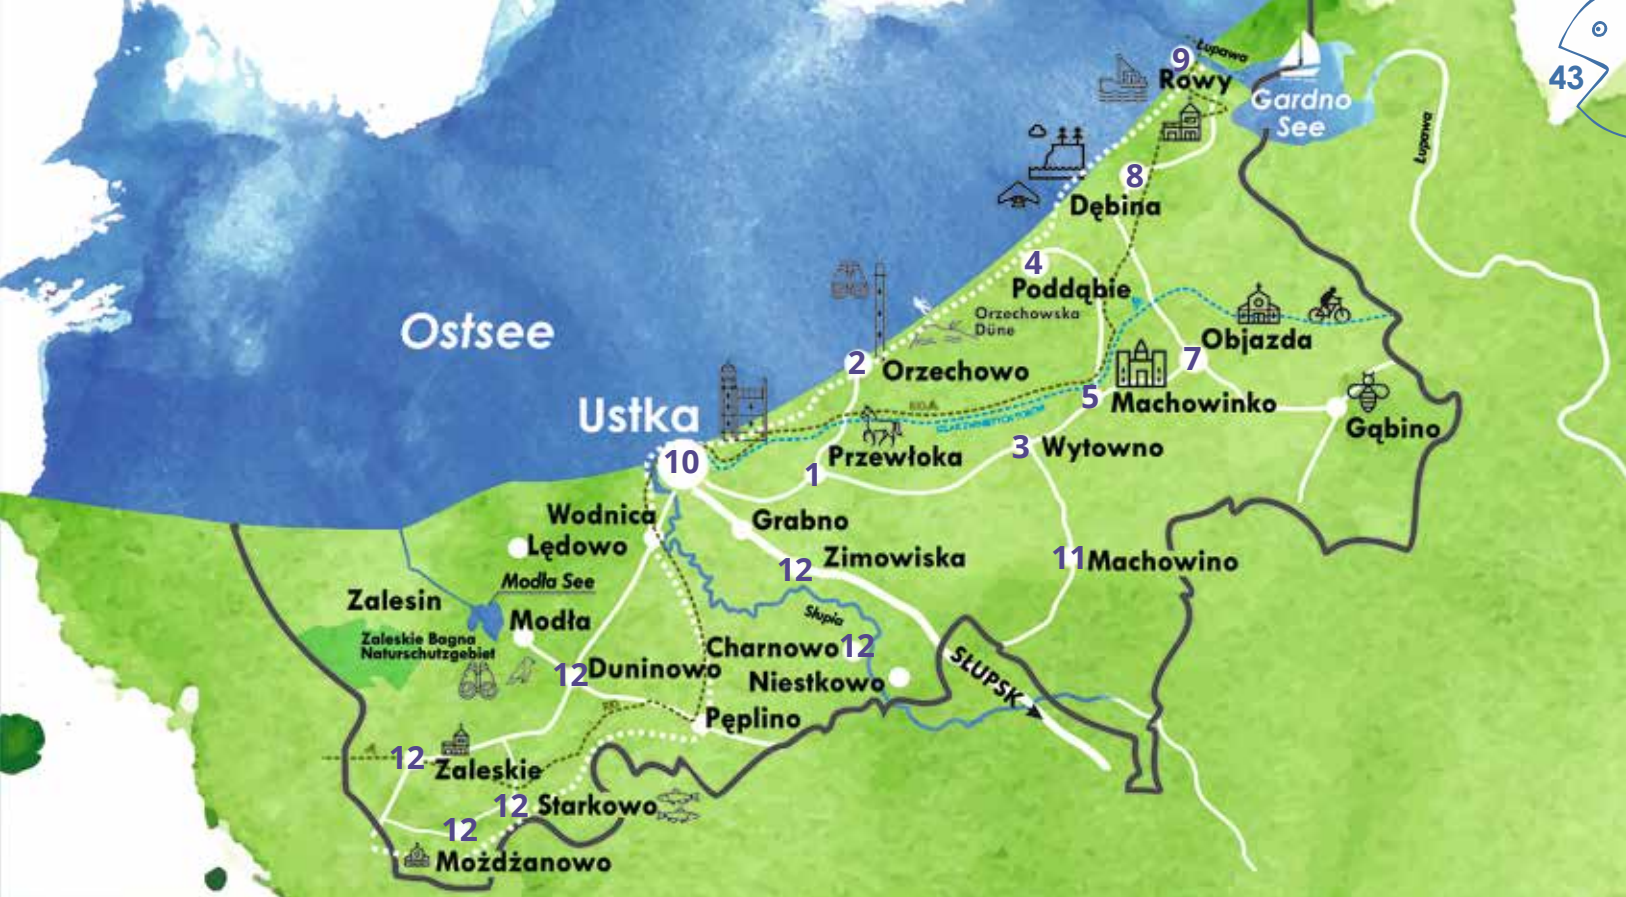 Łupawa
9
Rowy
43
Gardno
See
Łupawa
8
Dębina
4
Poddąbie
Orzechowska
Düne
Ostsee
Objazda
2
Orzechowo
7
5
Machowinko
Ustka
Gąbino
10
Przewłoka
3
Wytowno
1
Wodnica
Grabno
Lędowo
Zimowiska
12
11
Machowino
Modła See
Zalesin
Modła
Słupia
Zaleskie Bagna
Naturschutzgebiet
Charnowo
12
12
Duninowo
Niestkowo
SŁUPSK
Pęplino
12
Zaleskie
12
Starkowo
12
Możdżanowo